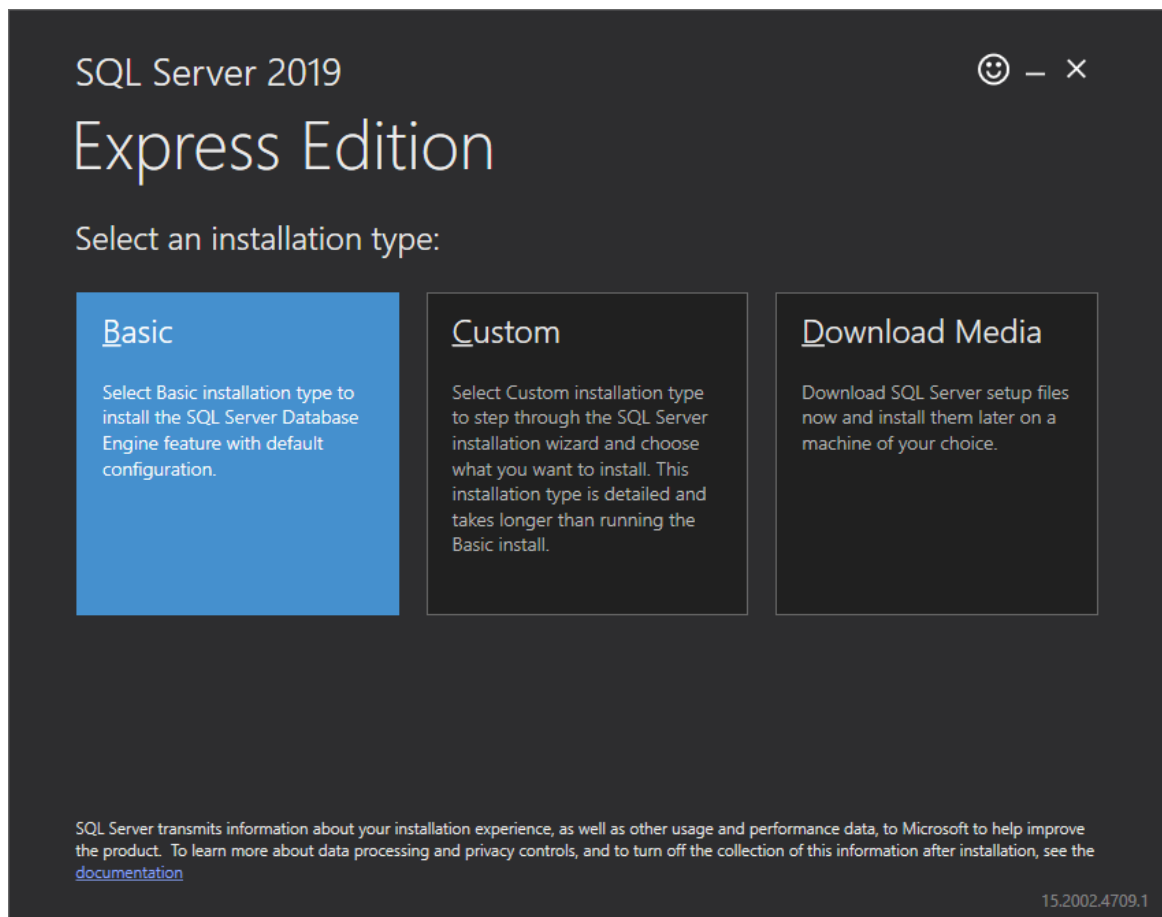 SQL Server 2019
Express Edition
Select an installation type:
Basic
Select Basic installation type to
install the SQL Server Database
Engine feature with default
configuration.
Custom
Select Custom installation type
to step through the SQL Server
installation wizard and choose
what you want to install. This
installation type is detailed and
takes longer than running the
Basic install.
Download Media
Download SQL Server setup files
now and install them later on a
machine of your choice.
SQL Server transmits information about your installation experience, as well as other usage and performance data, to Microsoft to help improve
the product.  To learn more about data processing and privacy controls, and to turn off the collection of this information after installation, see the
documentation
15.2002.4709.1